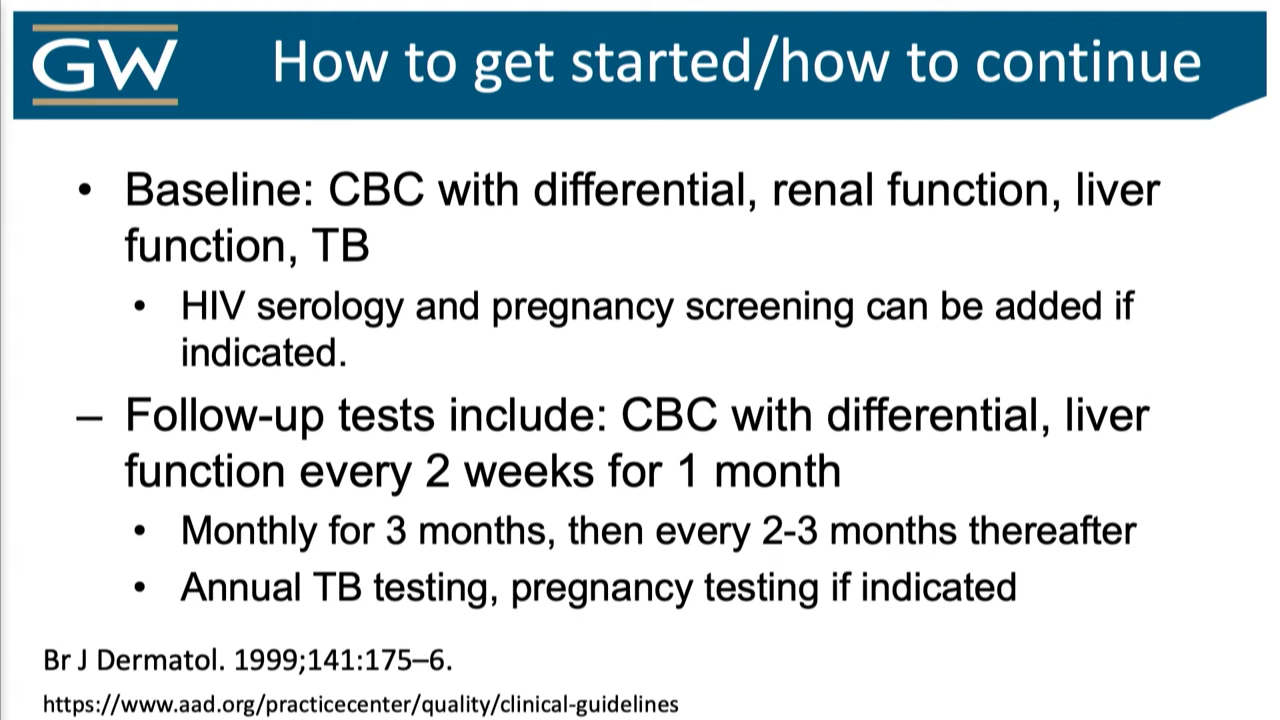 GW
How to get started/how to continue
• Baseline: CBC with differential, renal function, liver
function, TB
• HIV serology and pregnancy screening can be added if
indicated.
– Follow-up tests include: CBC with differential, liver
function every 2 weeks for 1 month
• Monthly for 3 months, then every 2-3 months thereafter
• Annual TB testing, pregnancy testing if indicated
Br J Dermatol. 1999;141:175–6.
https://www.aad.org/practicecenter/quality/clinical-guidelines